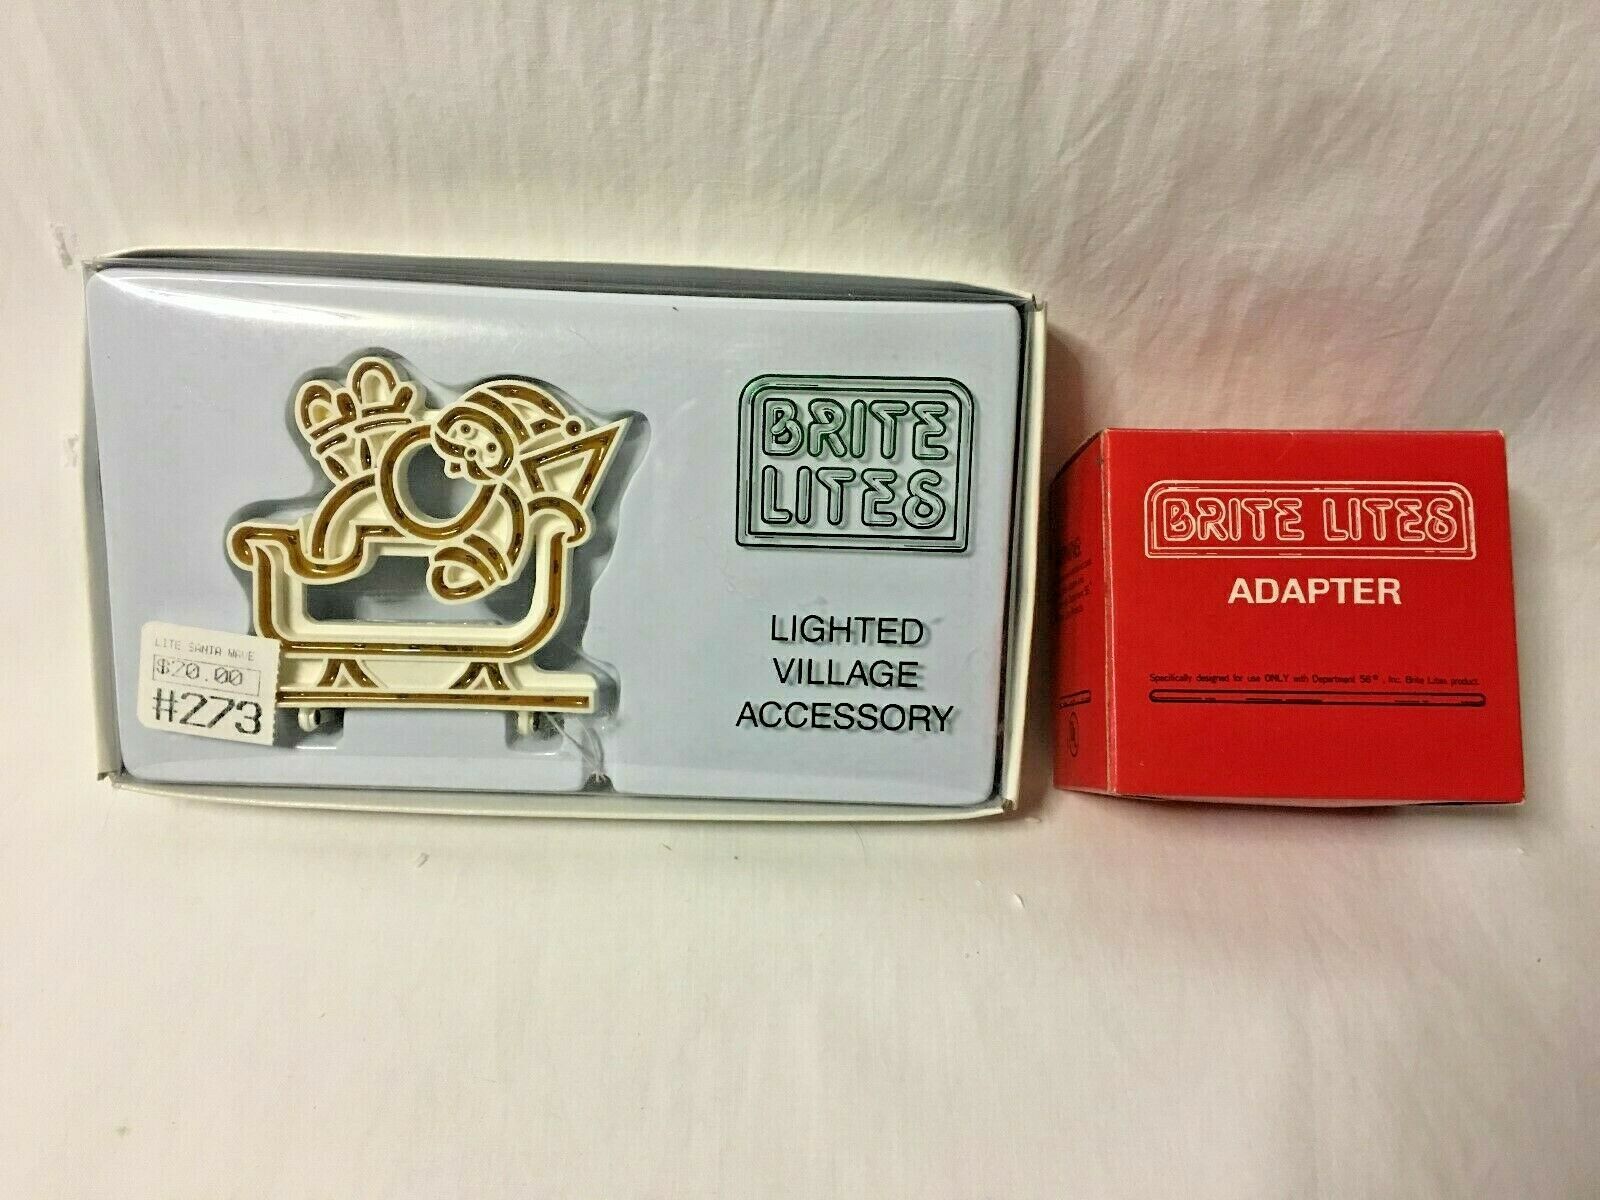 BRITE
LITES
LIGHTED
VILLAGE
ACCESSORY
LITE SANTA WAVE
$20.00
#273
BRITE LITES
ADAPTER
Specifically designed for use ONLY with Department 56®, Inc. Brite Lites product.